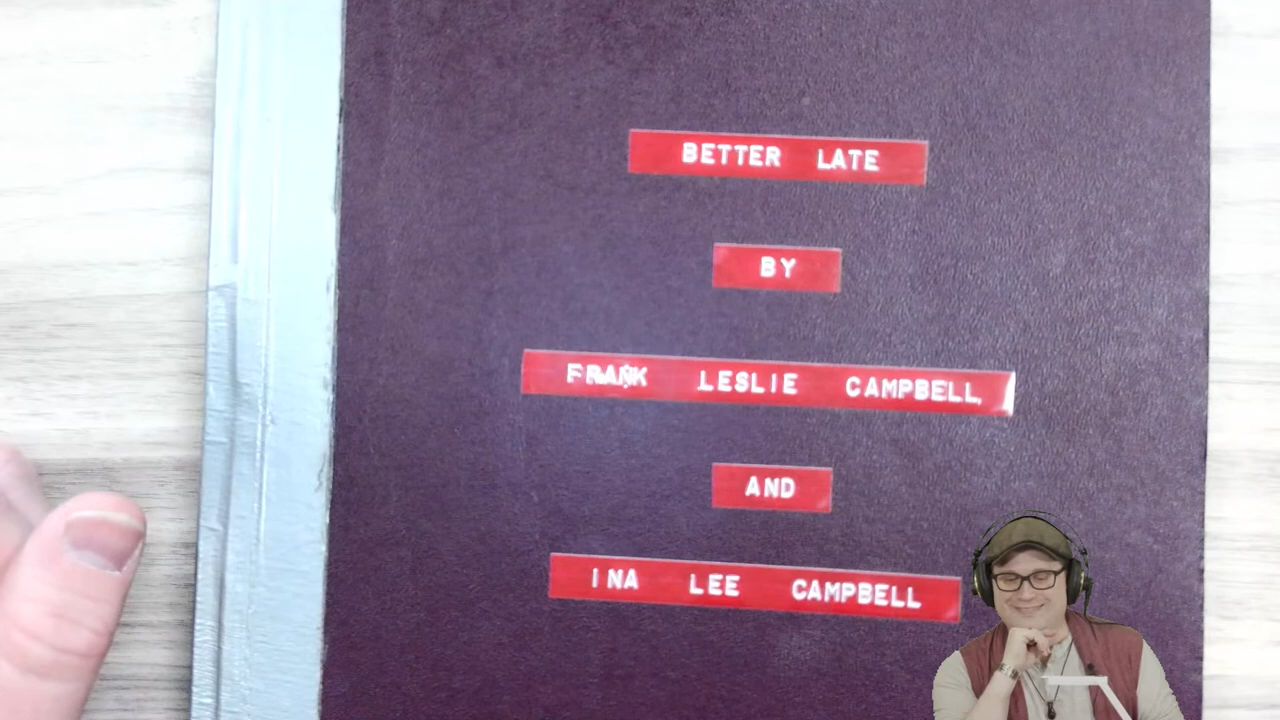 BETTER LATE
BY
FRANK LESLIE CAMPBELL,
AND
INA LEE CAMPBELL